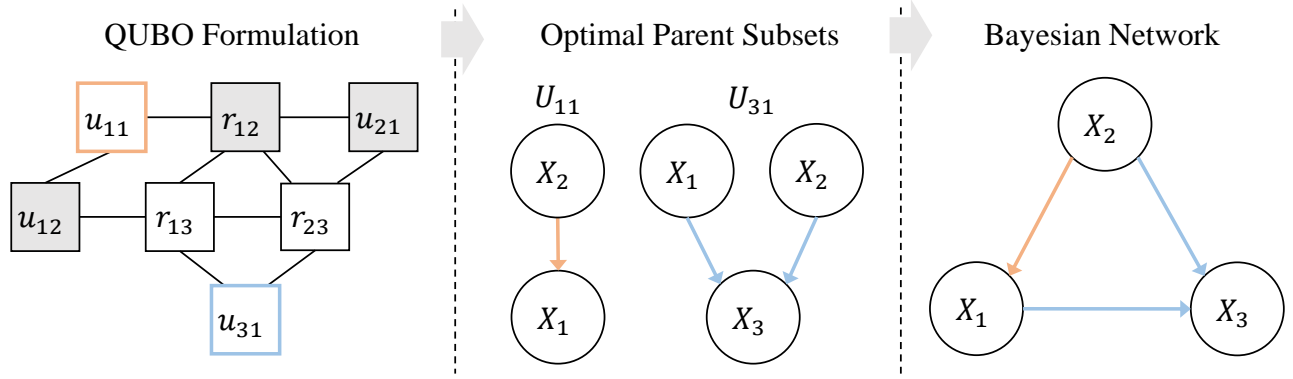 QUBO Formulation
u₁₁
r₁₂
u₂₁
u₁₂
r₁₃
r₂₃
u₃₁
Optimal Parent Subsets
U₁₁
U₃₁
X₂
X₁
X₂
X₁
X₃
Bayesian Network
X₂
X₁
X₃